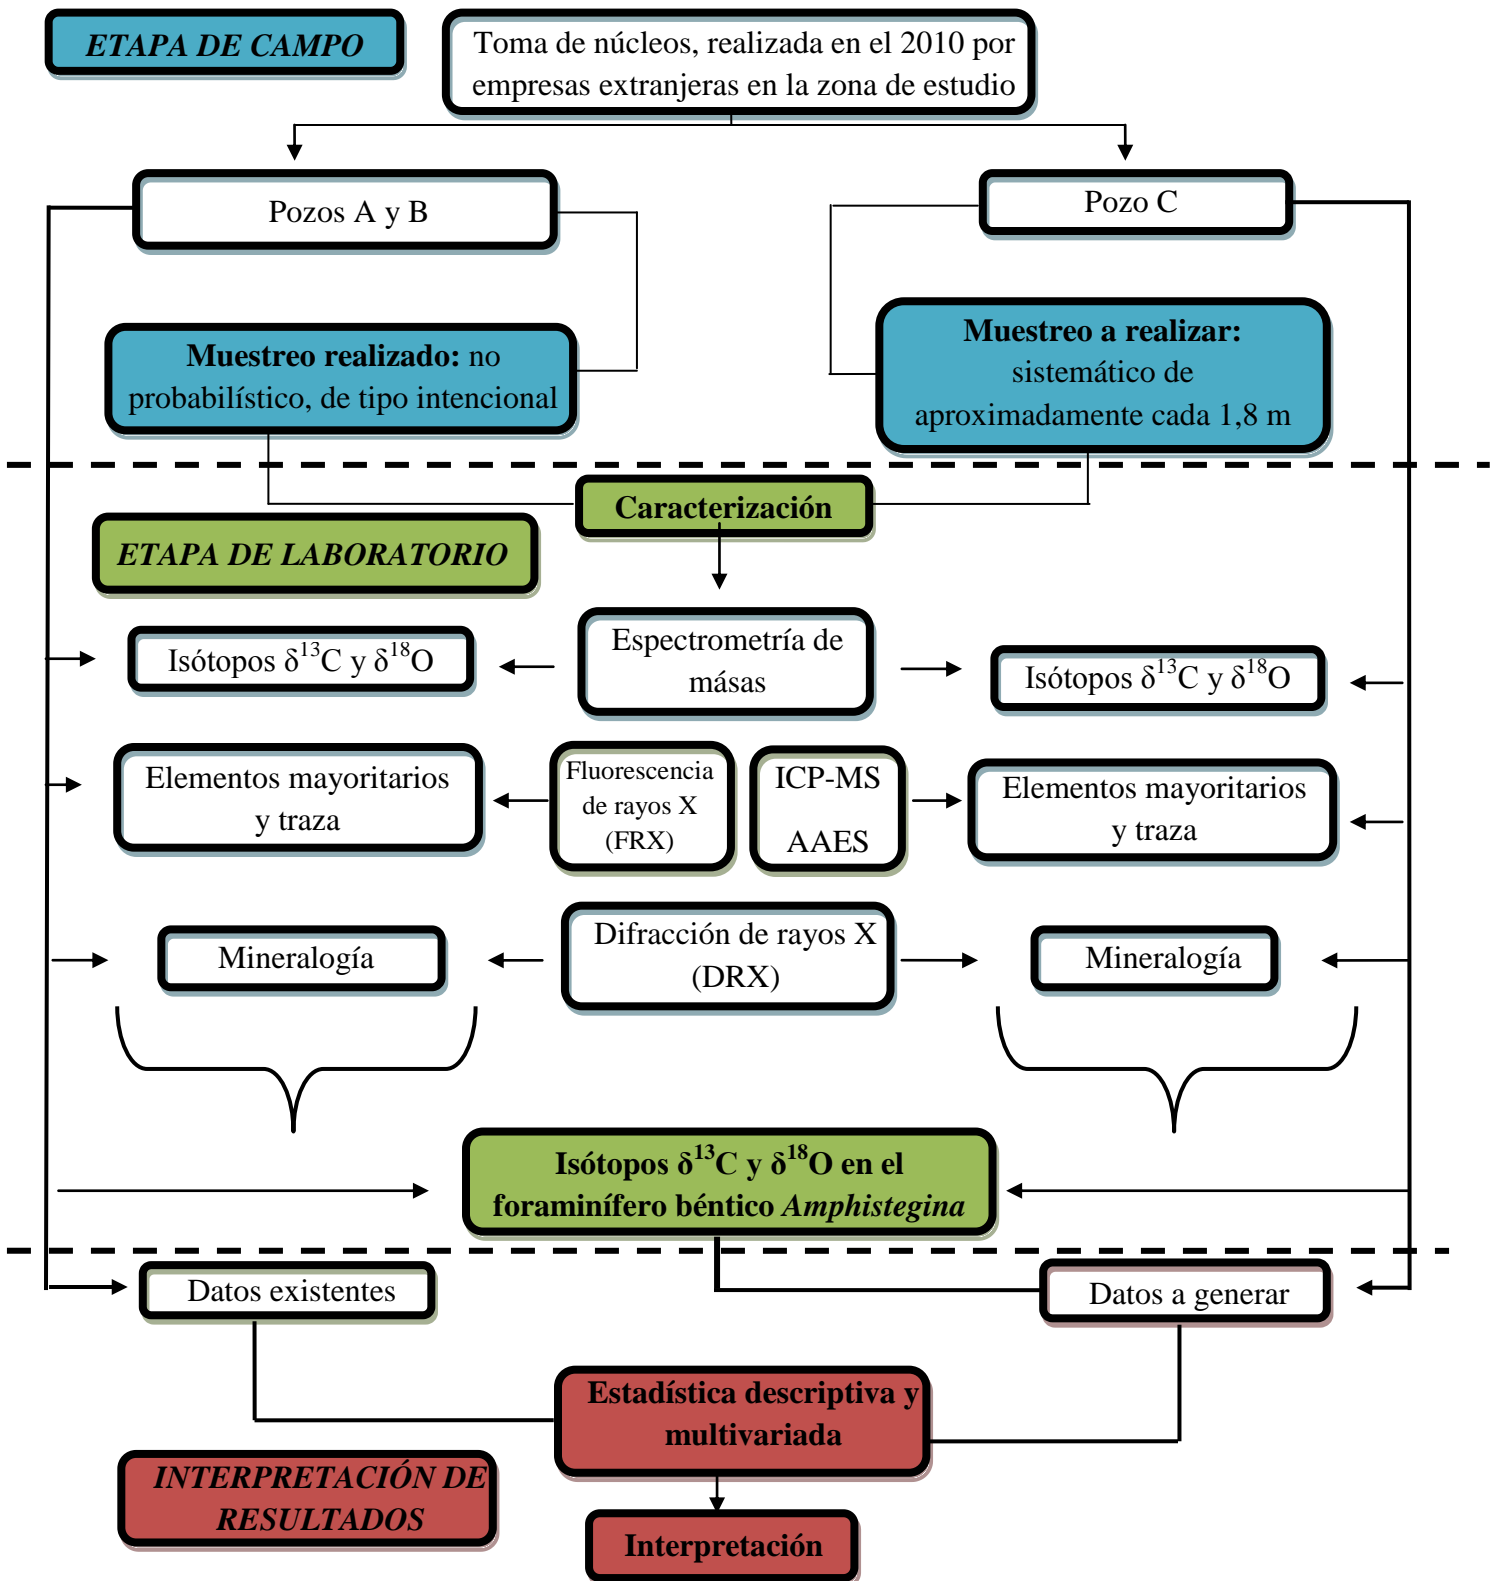 ETAPA DE CAMPO
Toma de núcleos, realizada en el 2010 por
empresas extranjeras en la zona de estudio
Pozos A y B
Pozo C
Muestreo realizado: no
probabilístico, de tipo intencional
Muestreo a realizar:
sistemático de
aproximadamente cada 1,8 m
Caracterización
ETAPA DE LABORATORIO
Isótopos δ¹³C y δ¹⁸O
Espectrometría de
másas
Isótopos δ¹³C y δ¹⁸O
Elementos mayoritarios
y traza
Fluorescencia
de rayos X
(FRX)
ICP-MS
AAES
Elementos mayoritarios
y traza
Mineralogía
Difracción de rayos X
(DRX)
Mineralogía
Isótopos δ¹³C y δ¹⁸O en el
foraminífero béntico Amphistegina
Datos existentes
Datos a generar
Estadística descriptiva y
multivariada
INTERPRETACIÓN DE
RESULTADOS
Interpretación